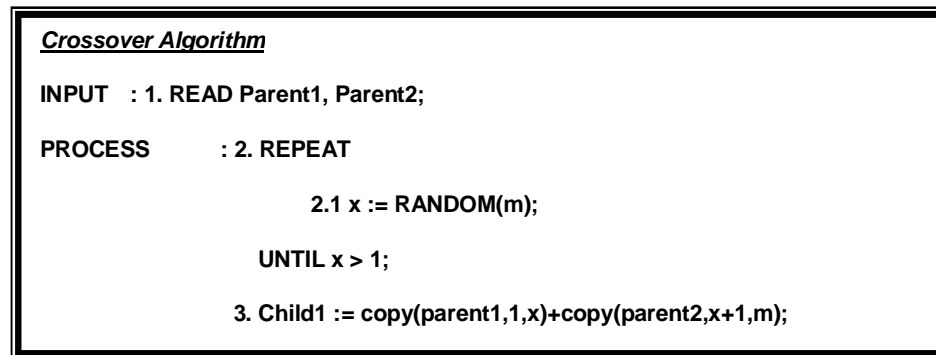 Crossover Algorithm
INPUT : 1. READ Parent1, Parent2;
PROCESS : 2. REPEAT
2.1 x := RANDOM(m);
UNTIL x > 1;
3. Child1 := copy(parent1,1,x)+copy(parent2,x+1,m);